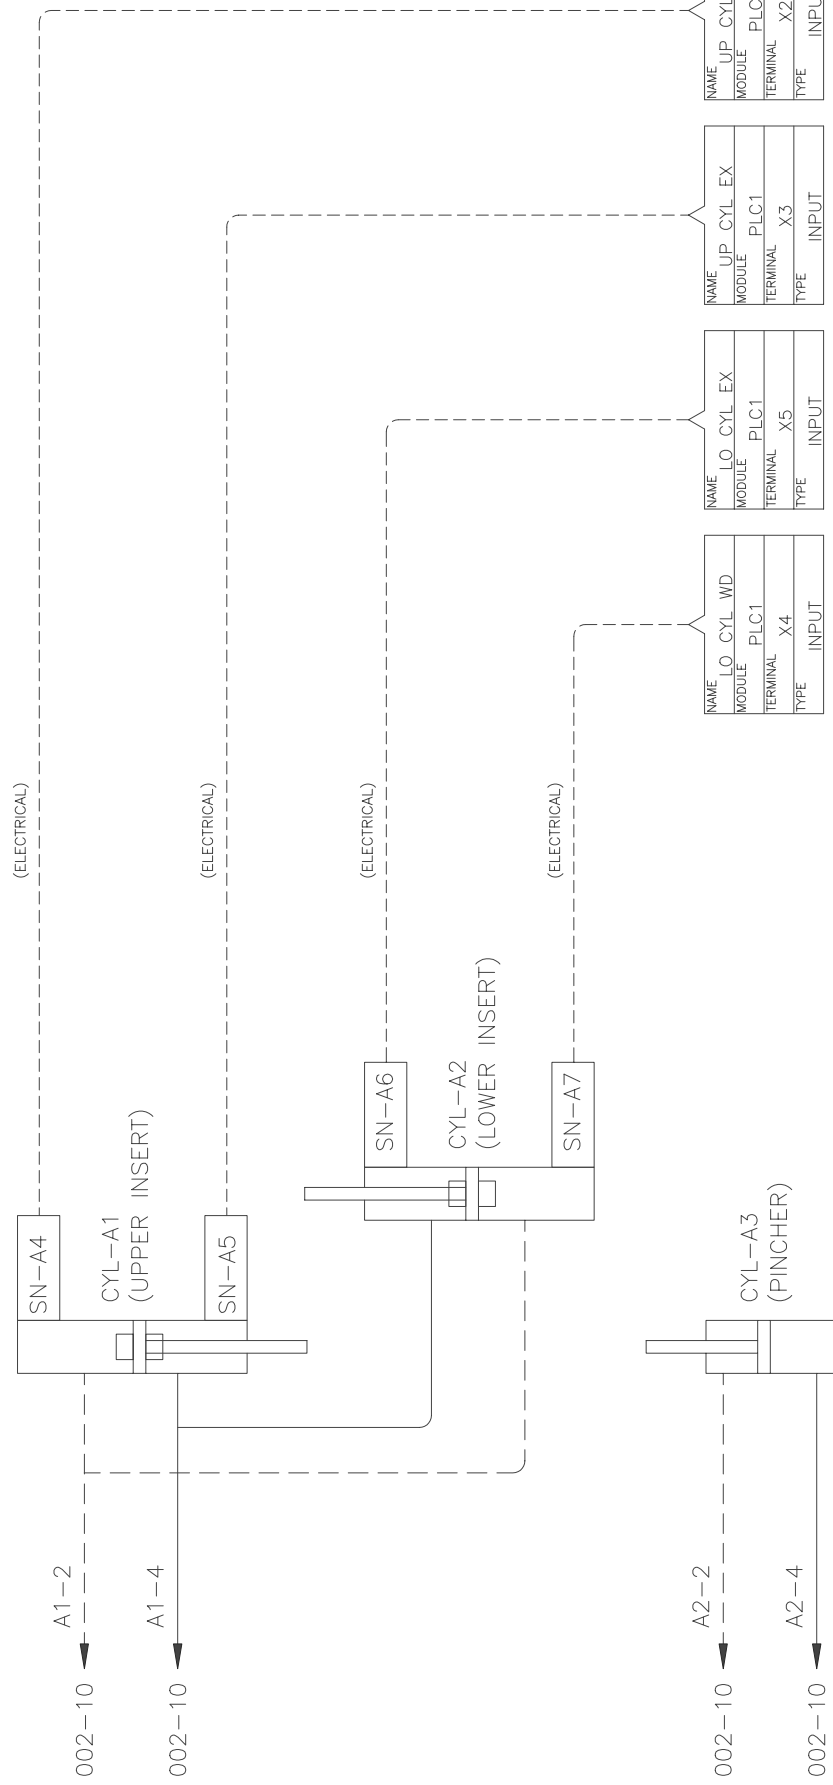 (ELECTRICAL)
SN-A4
CYL-A1
(UPPER INSERT)
SN-A5
A1-2
A1-4
002-10
002-10
(ELECTRICAL)
(ELECTRICAL)
SN-A6
CYL-A2
(LOWER INSERT)
SN-A7
(ELECTRICAL)
CYL-A3
(PINCHER)
A2-2
A2-4
002-10
002-10
NAME UP CYL
MODULE PLC
TERMINAL X2
TYPE
NAME UP CYL EX
MODULE PLC1
TERMINAL X3
TYPE INPUT
NAME LO CYL EX
MODULE PLC1
TERMINAL X5
TYPE INPUT
NAME LO CYL WD
MODULE PLC1
TERMINAL X4
TYPE INPUT